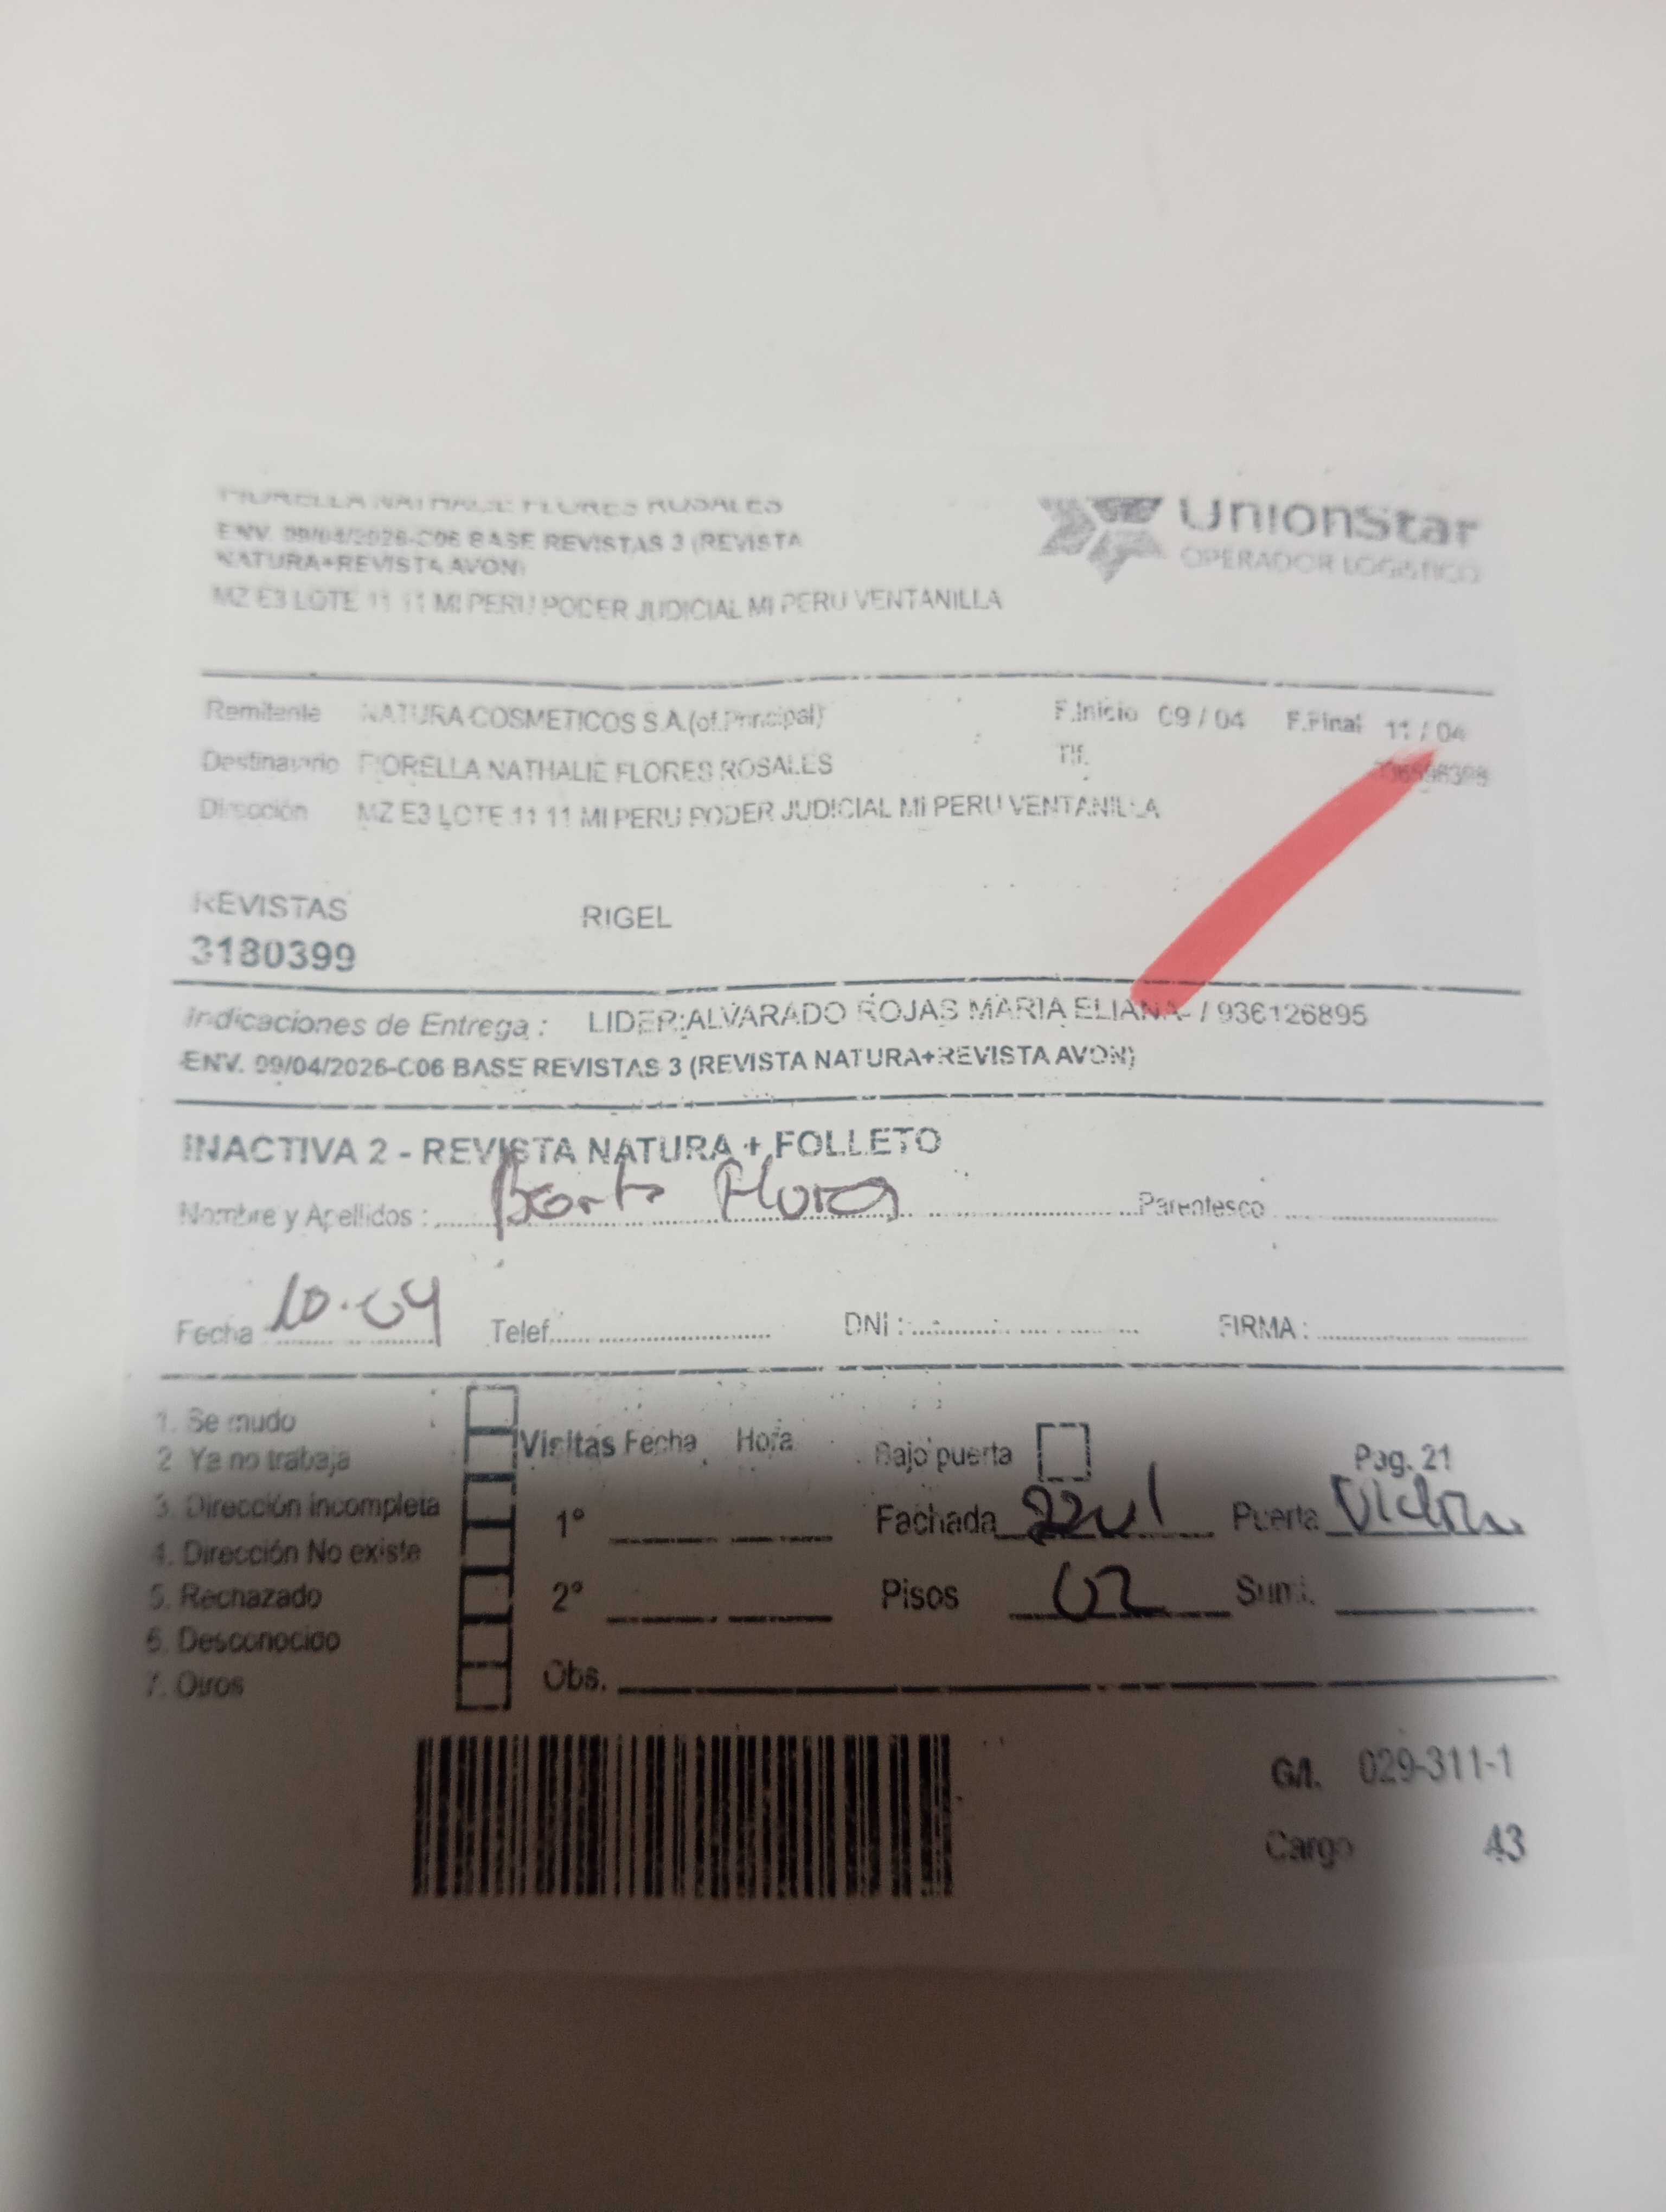 FIORELLA NATHALIE FLORES ROSALES
UnionStar
OPERADOR LOGISTICO
ENV. 09/04/2026-C06 BASE REVISTAS 3 (REVISTA
NATURA+REVISTA AVON)
MZ E3 LOTE 11 11 MI PERU PODER JUDICIAL MI PERU VENTANILLA
Remitente NATURA COSMETICOS S.A.(of.Principal) F.Inicio 09 / 04 F.Final 11 / 04
Destinatario FIORELLA NATHALIE FLORES ROSALES Tlf.
Dirección MZ E3 LOTE 11 11 MI PERU PODER JUDICIAL MI PERU VENTANILLA
REVISTAS RIGEL
3180399
Indicaciones de Entrega : LIDER:ALVARADO ROJAS MARIA ELIANA- / 936126895
ENV. 09/04/2026-C06 BASE REVISTAS 3 (REVISTA NATURA+REVISTA AVON)
INACTIVA 2 - REVISTA NATURA + FOLLETO
Nombre y Apellidos : Flores Parentesco
Fecha 10.04 Telef. DNI : FIRMA :
1. Se mudo
2 Ya no trabaja
3. Dirección incompleta
4. Dirección No existe
5. Rechazado
6. Desconocido
7. Otros
Visitas Fecha Hora
1°
2°
Obs.
Bajo puerta Pag. 21
Fachada azul Puerta
Pisos 02 Sumi.
G/I. 029-311-1
Cargo 43